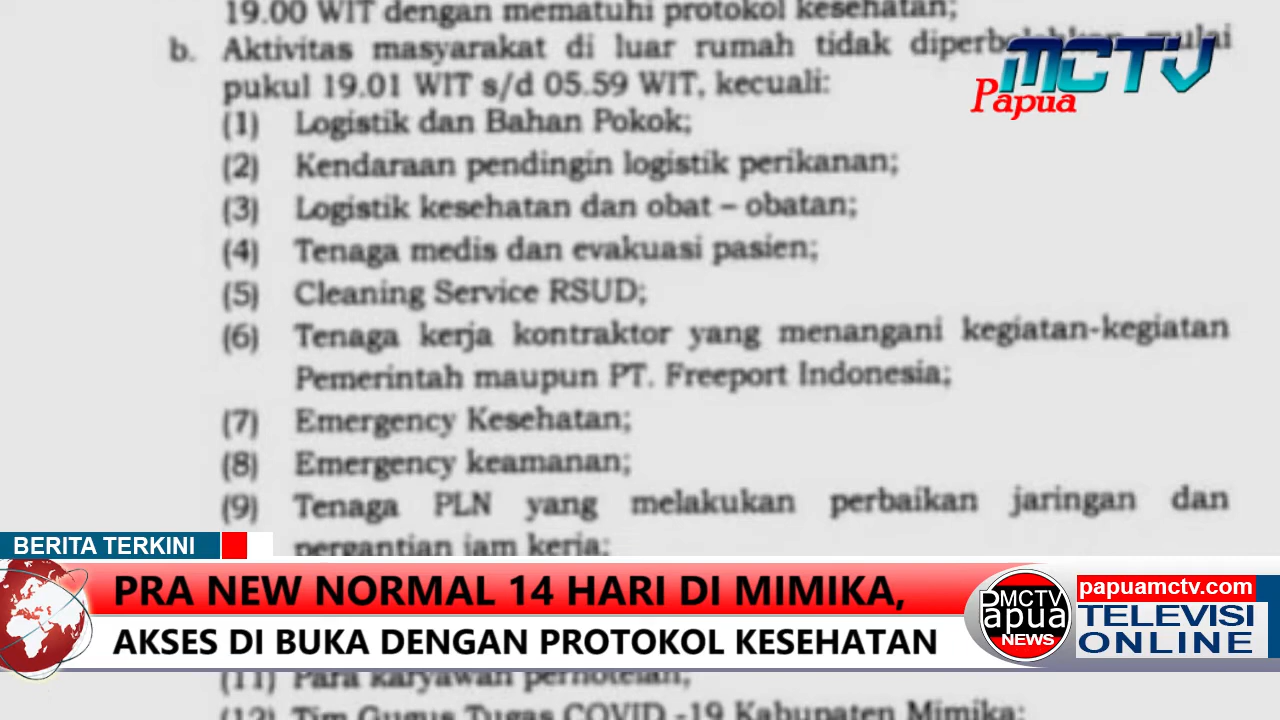 19.00 WIT dengan mematuhi protokol kesehatan;
b. Aktivitas masyarakat di luar rumah tidak mulai
pukul 19.01 WIT s/d 05.59 WIT, kecuali:
(1) Logistik dan Bahan Pokok;
(2) Kendaraan pendingin logistik perikanan;
(3) Logistik kesehatan dan obat – obatan;
(4) Tenaga medis dan evakuasi pasien;
(5) Cleaning Service RSUD;
(6) Tenaga kerja kontraktor yang menangani kegiatan-kegiatan
Pemerintah maupun PT. Freeport Indonesia;
(7) Emergency Kesehatan;
(8) Emergency keamanan;
(9) Tenaga PLN yang melakukan perbaikan jaringan dan
pergantian jam kerja;
(11) Para karyawan perhotelan;
(12) Tim Gugus Tugas COVID -19 Kabupaten Mimika;
MCTV
Papua
BERITA TERKINI
PRA NEW NORMAL 14 HARI DI MIMIKA,
AKSES DI BUKA DENGAN PROTOKOL KESEHATAN
PMCTV
apua
NEWS
papuamctv.com
TELEVISI
ONLINE